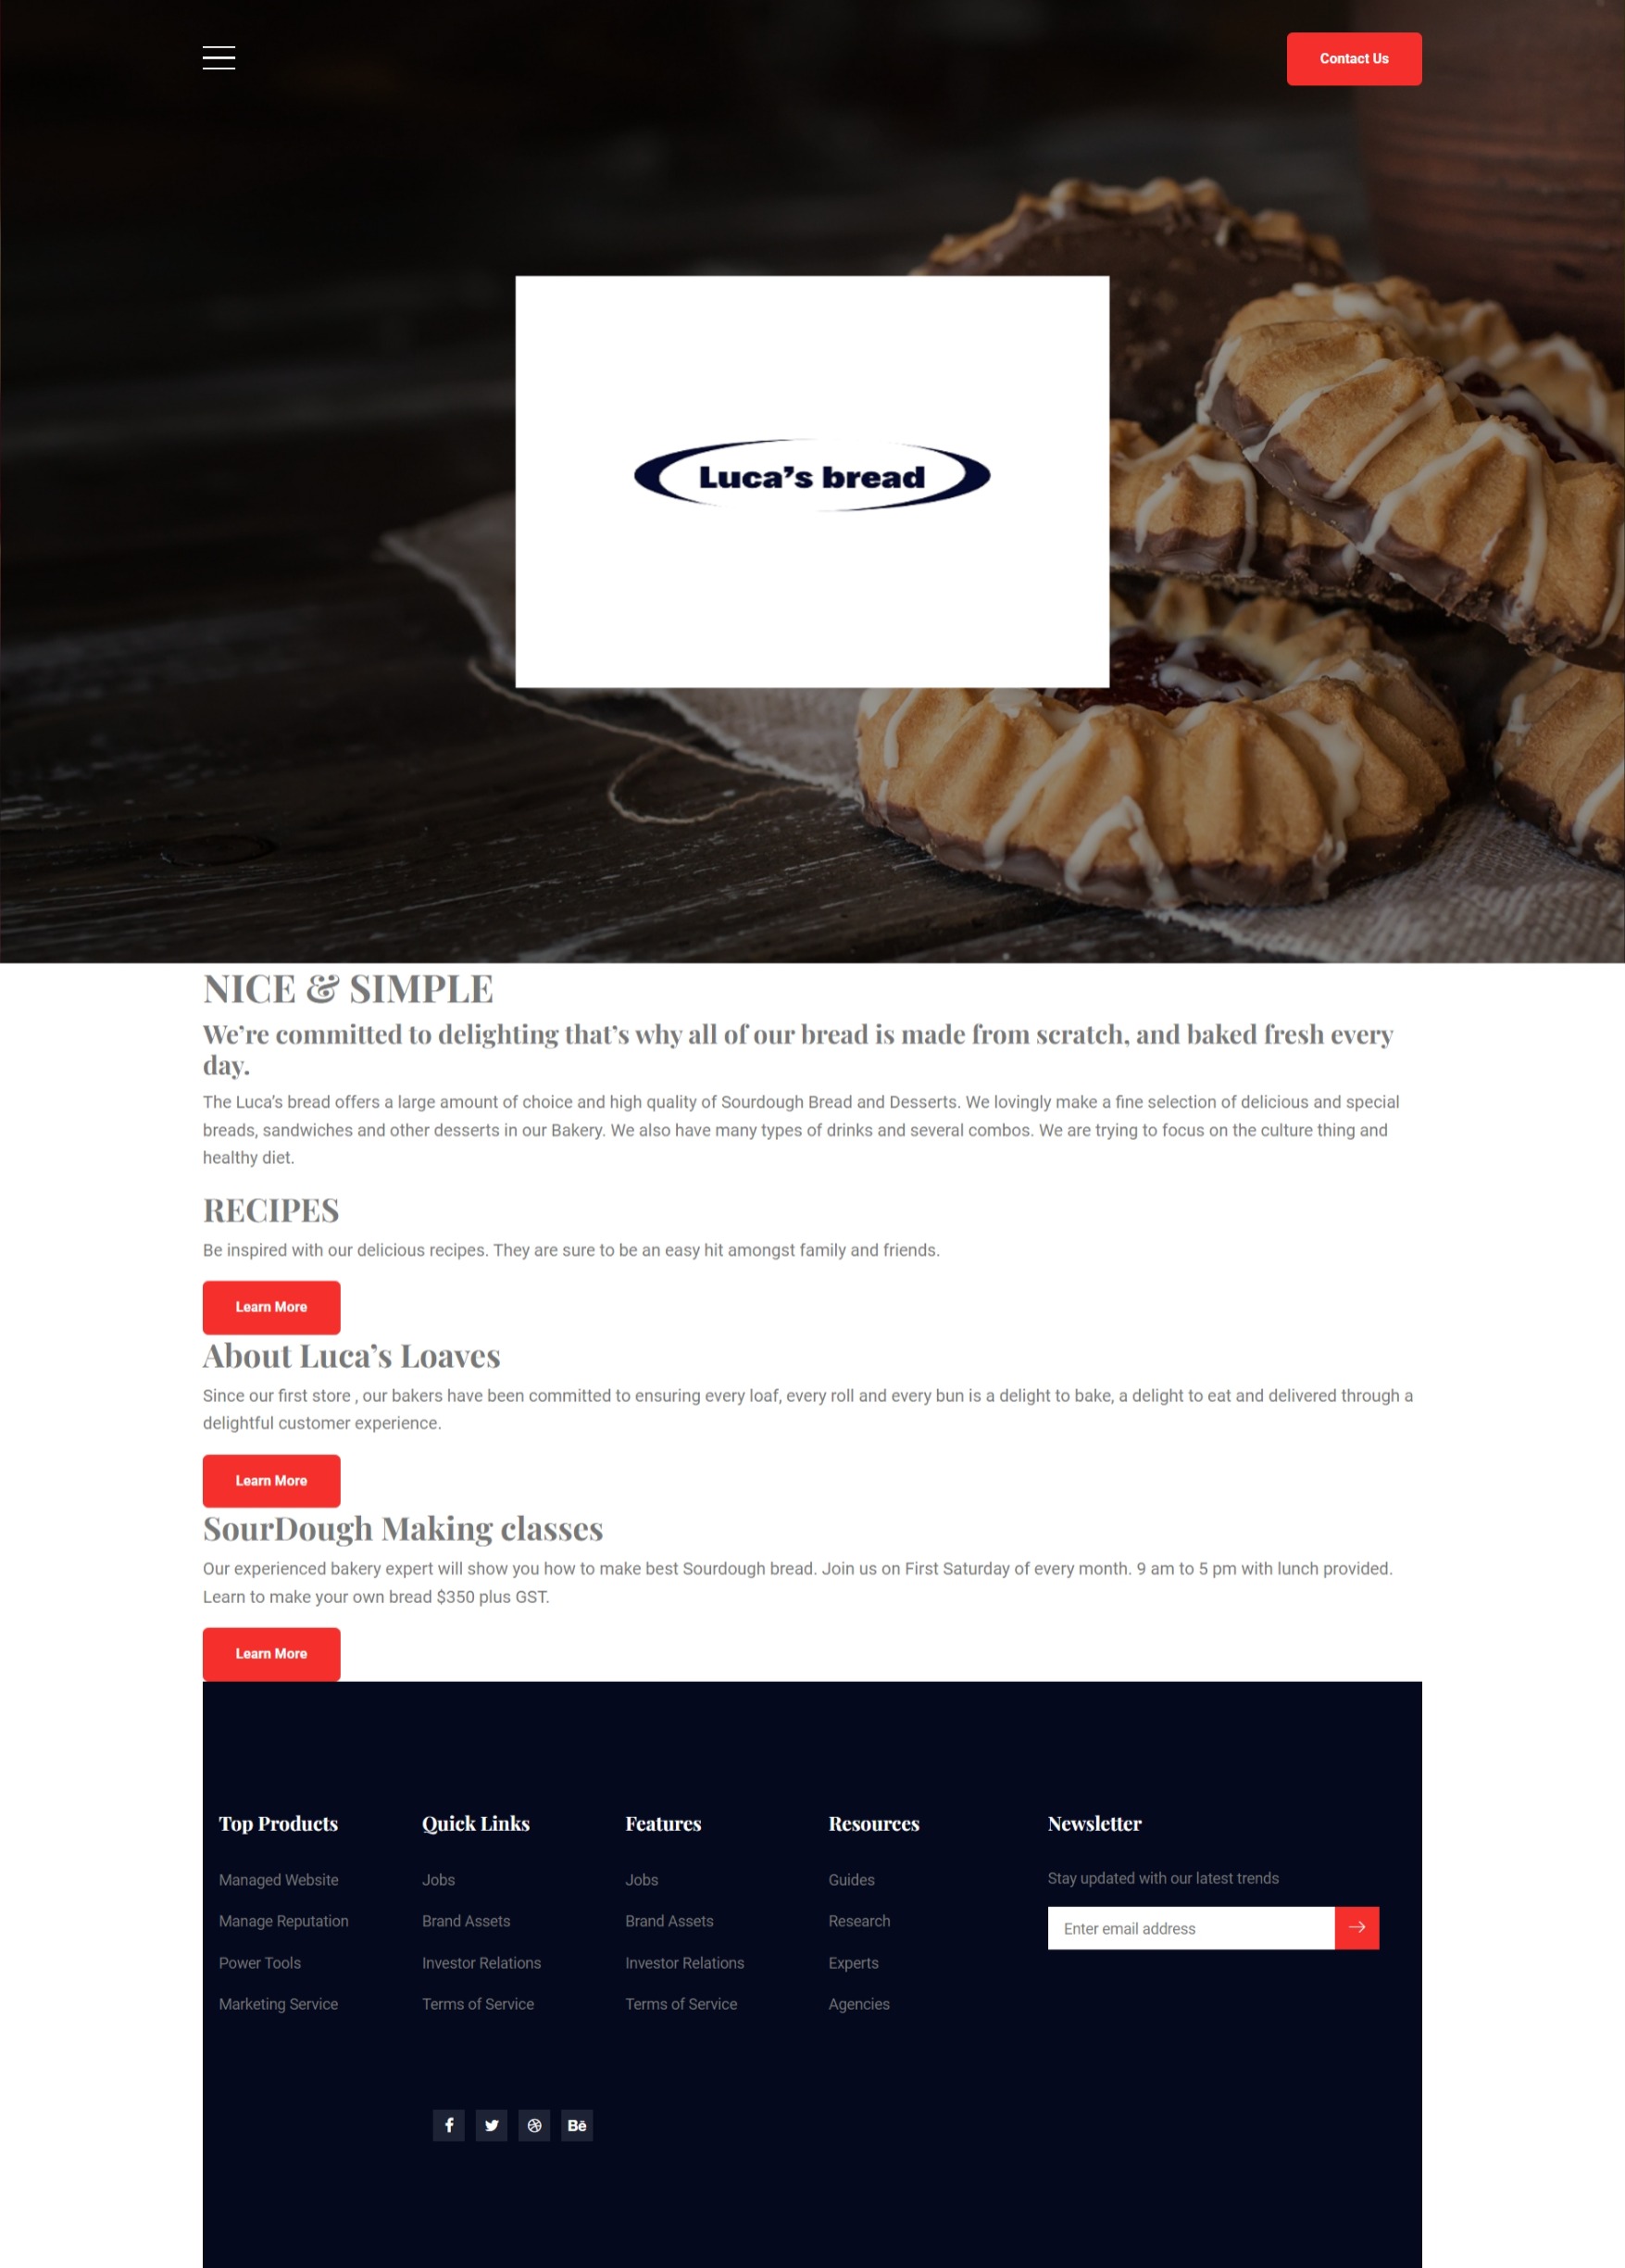 Contact Us
Luca’s bread
NICE & SIMPLE
We’re committed to delighting that’s why all of our bread is made from scratch, and baked fresh every
day.
The Luca’s bread offers a large amount of choice and high quality of Sourdough Bread and Desserts. We lovingly make a fine selection of delicious and special
breads, sandwiches and other desserts in our Bakery. We also have many types of drinks and several combos. We are trying to focus on the culture thing and
healthy diet.
RECIPES
Be inspired with our delicious recipes. They are sure to be an easy hit amongst family and friends.
Learn More
About Luca’s Loaves
Since our first store , our bakers have been committed to ensuring every loaf, every roll and every bun is a delight to bake, a delight to eat and delivered through a
delightful customer experience.
Learn More
SourDough Making classes
Our experienced bakery expert will show you how to make best Sourdough bread. Join us on First Saturday of every month. 9 am to 5 pm with lunch provided.
Learn to make your own bread $350 plus GST.
Learn More
Top Products
Managed Website
Manage Reputation
Power Tools
Marketing Service
Quick Links
Jobs
Brand Assets
Investor Relations
Terms of Service
Features
Jobs
Brand Assets
Investor Relations
Terms of Service
Resources
Guides
Research
Experts
Agencies
Newsletter
Stay updated with our latest trends
Enter email address
Bē